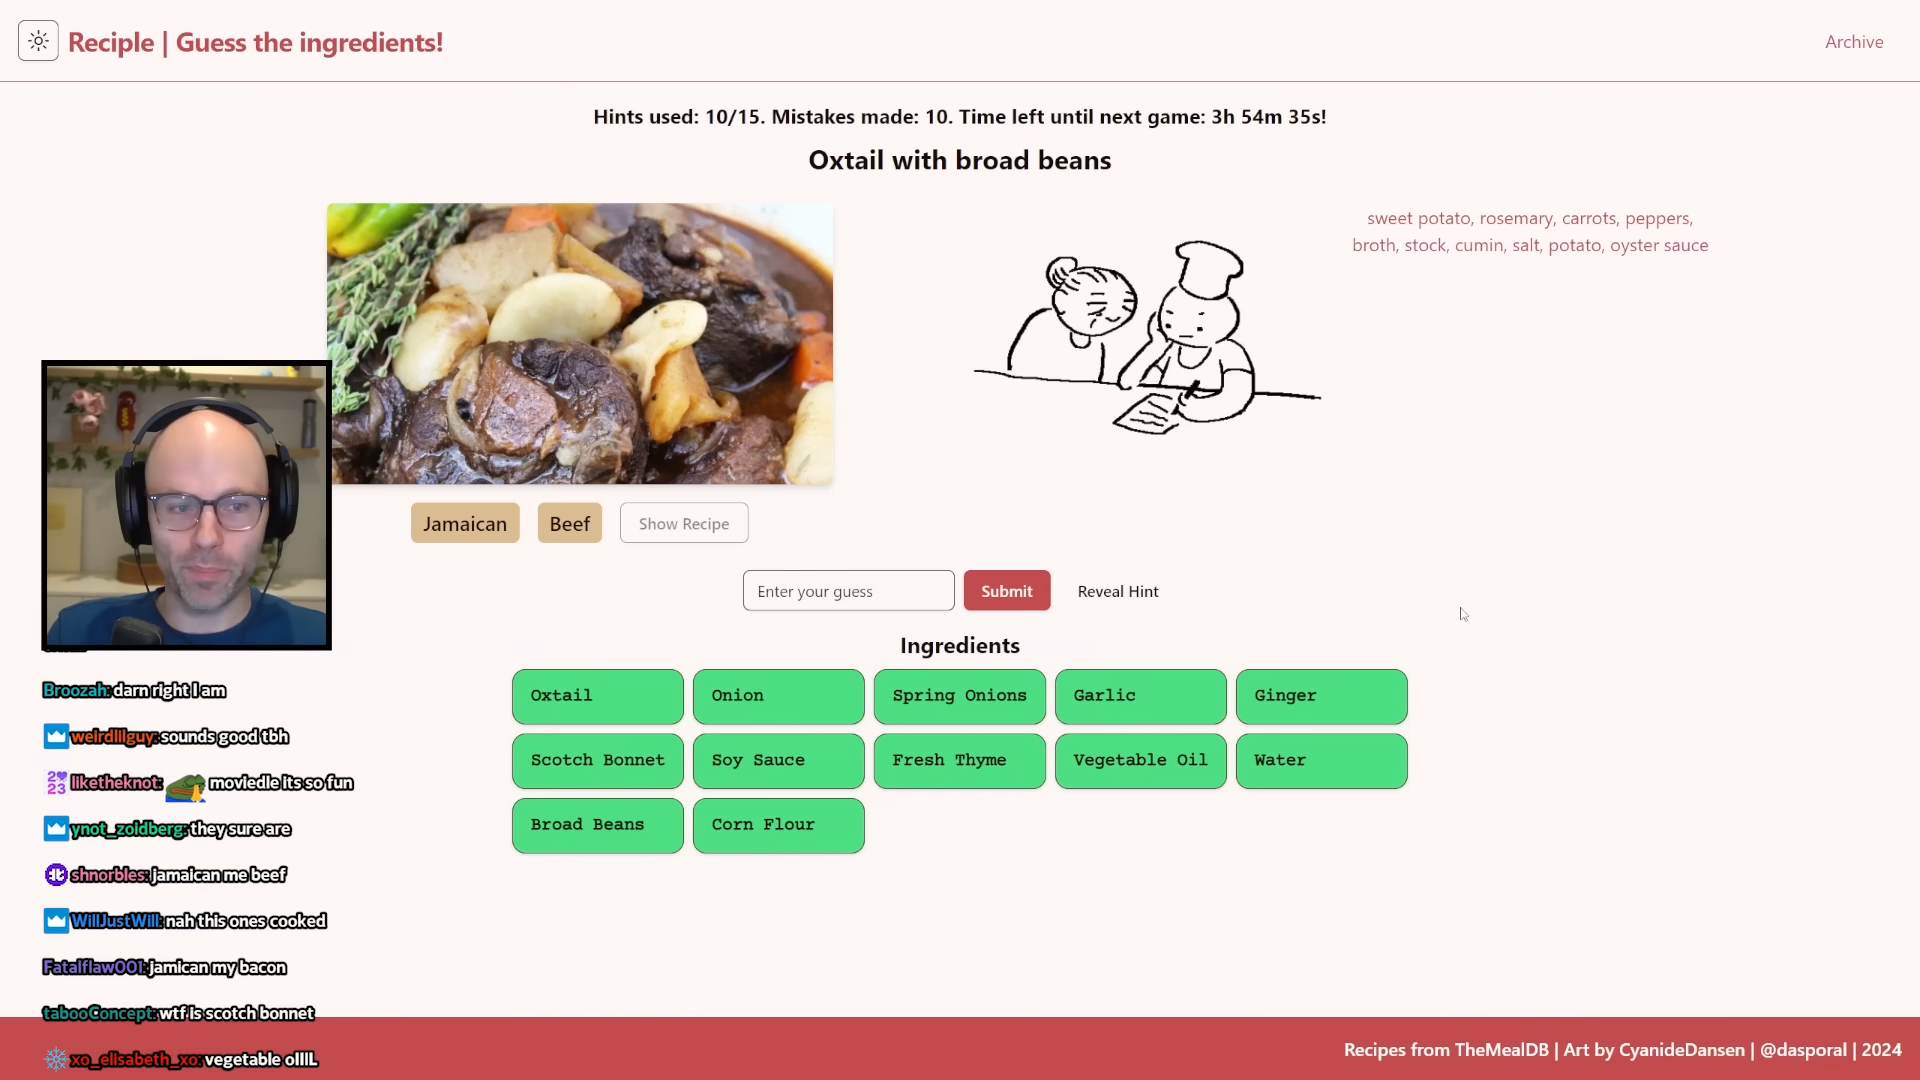 Reciple | Guess the ingredients!
Archive
Hints used: 10/15. Mistakes made: 10. Time left until next game: 3h 54m 35s!
Oxtail with broad beans
sweet potato, rosemary, carrots, peppers,
broth, stock, cumin, salt, potato, oyster sauce
Jamaican
Beef
Show Recipe
Enter your guess
Submit
Reveal Hint
Ingredients
Oxtail
Onion
Spring Onions
Garlic
Ginger
Scotch Bonnet
Soy Sauce
Fresh Thyme
Vegetable Oil
Water
Broad Beans
Corn Flour
Broozah: darn right I am
weirdlilguy: sounds good tbh
2023 liketheknot: moviedle its so fun
ynot_zoidberg: they sure are
shnorbles: jamaican me beef
WillJustWill: nah this ones cooked
Fatalflaw001: jamican my bacon
tabooConcept: wtf is scotch bonnet
xo_elisabeth_xo: vegetable oIIIL
Recipes from TheMealDB | Art by CyanideDansen | @dasporal | 2024